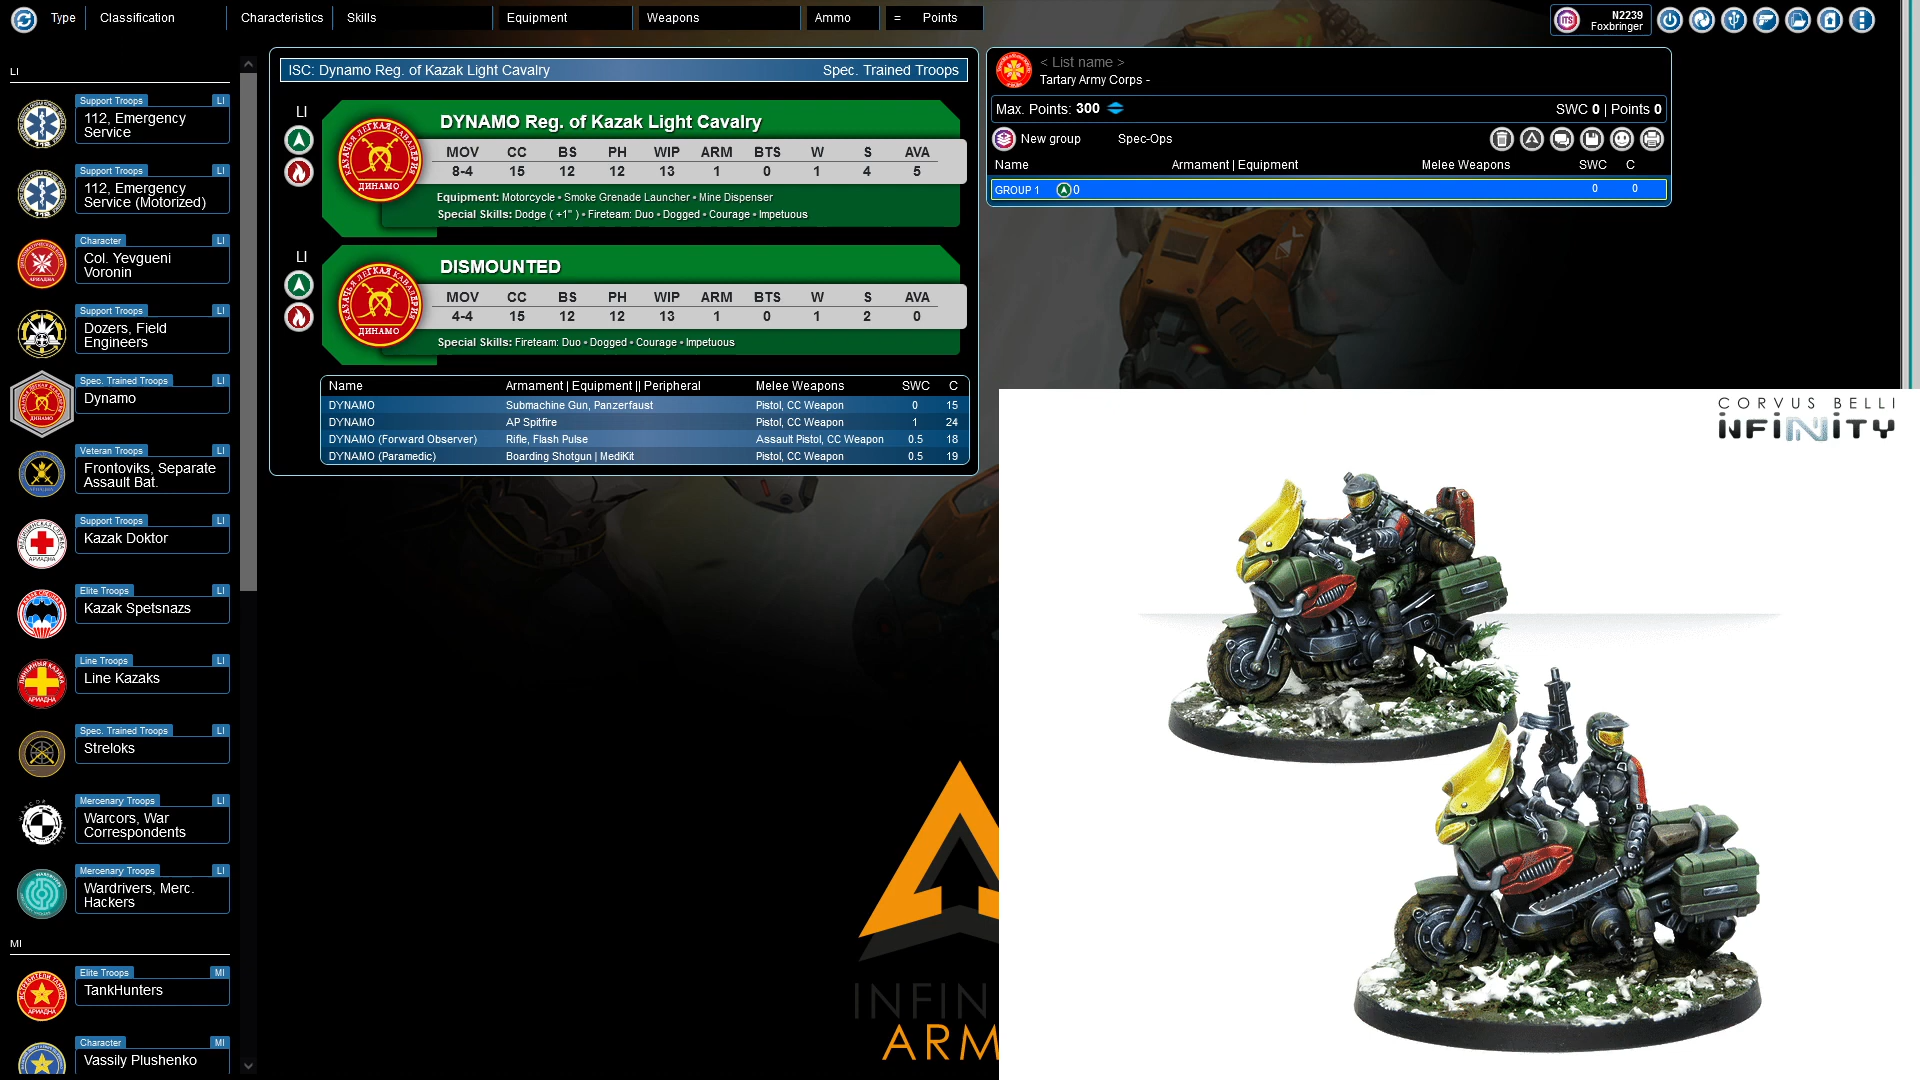 Type
Classification
Characteristics
Skills
Equipment
Weapons
Ammo
=
Points
N2239
Foxbringer
LI
Support Troops
LI
112, Emergency
Service
Support Troops
LI
112, Emergency
Service (Motorized)
Character
LI
Col. Yevgueni
Voronin
Support Troops
LI
Dozers, Field
Engineers
Spec. Trained Troops
LI
Dynamo
Veteran Troops
LI
Frontoviks, Separate
Assault Bat.
Support Troops
LI
Kazak Doktor
Elite Troops
LI
Kazak Spetsnazs
Line Troops
LI
Line Kazaks
Spec. Trained Troops
LI
Streloks
Mercenary Troops
LI
Warcors, War
Correspondents
Mercenary Troops
LI
Wardrivers, Merc.
Hackers
MI
Elite Troops
MI
TankHunters
Character
MI
Vassily Plushenko
ISC: Dynamo Reg. of Kazak Light Cavalry
Spec. Trained Troops
LI
КАЗАЧЬЯ ЛЕГКАЯ КАВАЛЕРИЯ
ДИНАМО
DYNAMO Reg. of Kazak Light Cavalry
MOV CC BS PH WIP ARM BTS W S AVA
8-4 15 12 12 13 1 0 1 4 5
Equipment: Motorcycle • Smoke Grenade Launcher • Mine Dispenser
Special Skills: Dodge ( +1" ) • Fireteam: Duo • Dogged • Courage • Impetuous
LI
КАЗАЧЬЯ ЛЕГКАЯ КАВАЛЕРИЯ
ДИНАМО
DISMOUNTED
MOV CC BS PH WIP ARM BTS W S AVA
4-4 15 12 12 13 1 0 1 2 0
Special Skills: Fireteam: Duo • Dogged • Courage • Impetuous
Name Armament | Equipment || Peripheral Melee Weapons SWC C
DYNAMO Submachine Gun, Panzerfaust Pistol, CC Weapon 0 15
DYNAMO AP Spitfire Pistol, CC Weapon 1 24
DYNAMO (Forward Observer) Rifle, Flash Pulse Assault Pistol, CC Weapon 0.5 18
DYNAMO (Paramedic) Boarding Shotgun | MediKit Pistol, CC Weapon 0.5 19
< List name >
Tartary Army Corps -
Max. Points: 300
SWC 0 | Points 0
New group
Spec-Ops
Name Armament | Equipment Melee Weapons SWC C
GROUP 1 0 0 0
CORVUS BELLI
INFINITY
INFIN
ARM